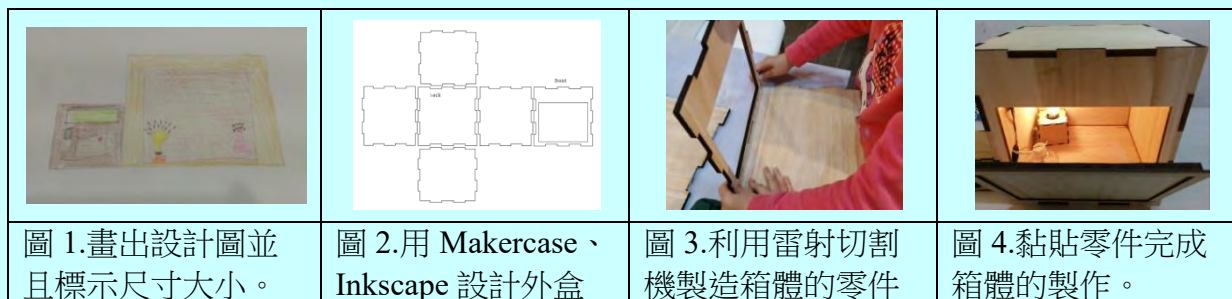 Back
front
圖 1.畫出設計圖並
且標示尺寸大小。
圖 2.用 Makercase、
Inkscape 設計外盒
圖 3.利用雷射切割
機製造箱體的零件
圖 4.黏貼零件完成
箱體的製作。